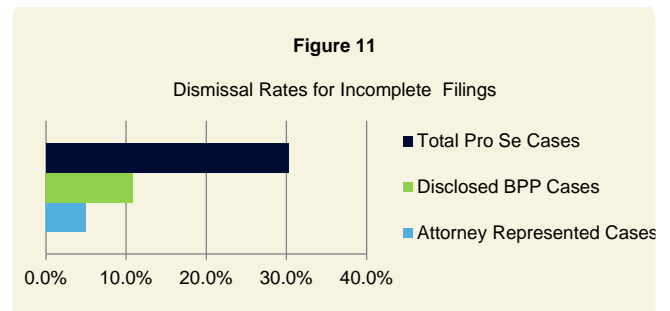 Figure 11
Dismissal Rates for Incomplete Filings
Total Pro Se Cases
Disclosed BPP Cases
Attorney Represented Cases
0.0% 10.0% 20.0% 30.0% 40.0%